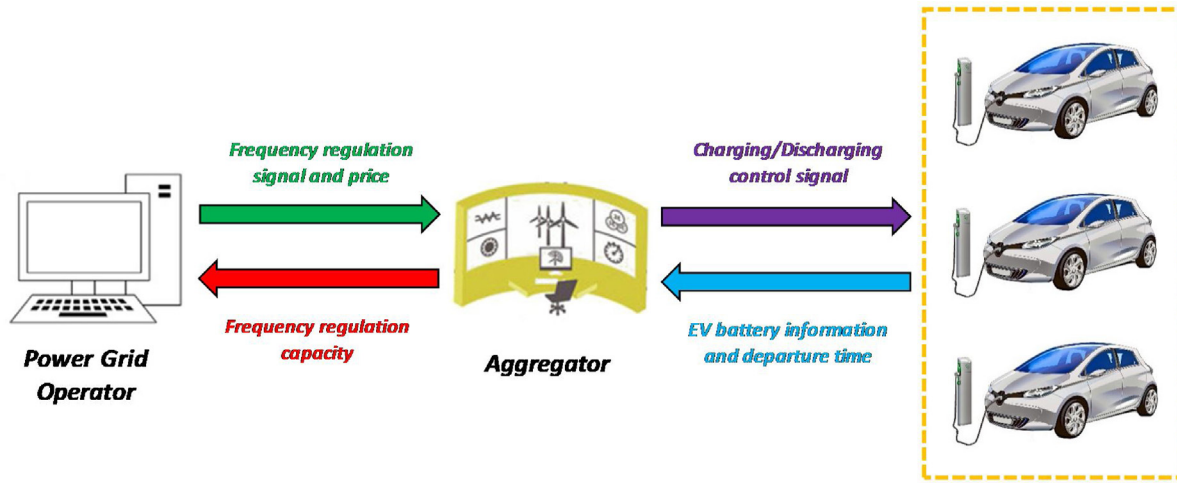 Frequency regulation
signal and price
Charging/Discharging
control signal
Frequency regulation
capacity
EV battery information
and departure time
Power Grid
Operator
Aggregator